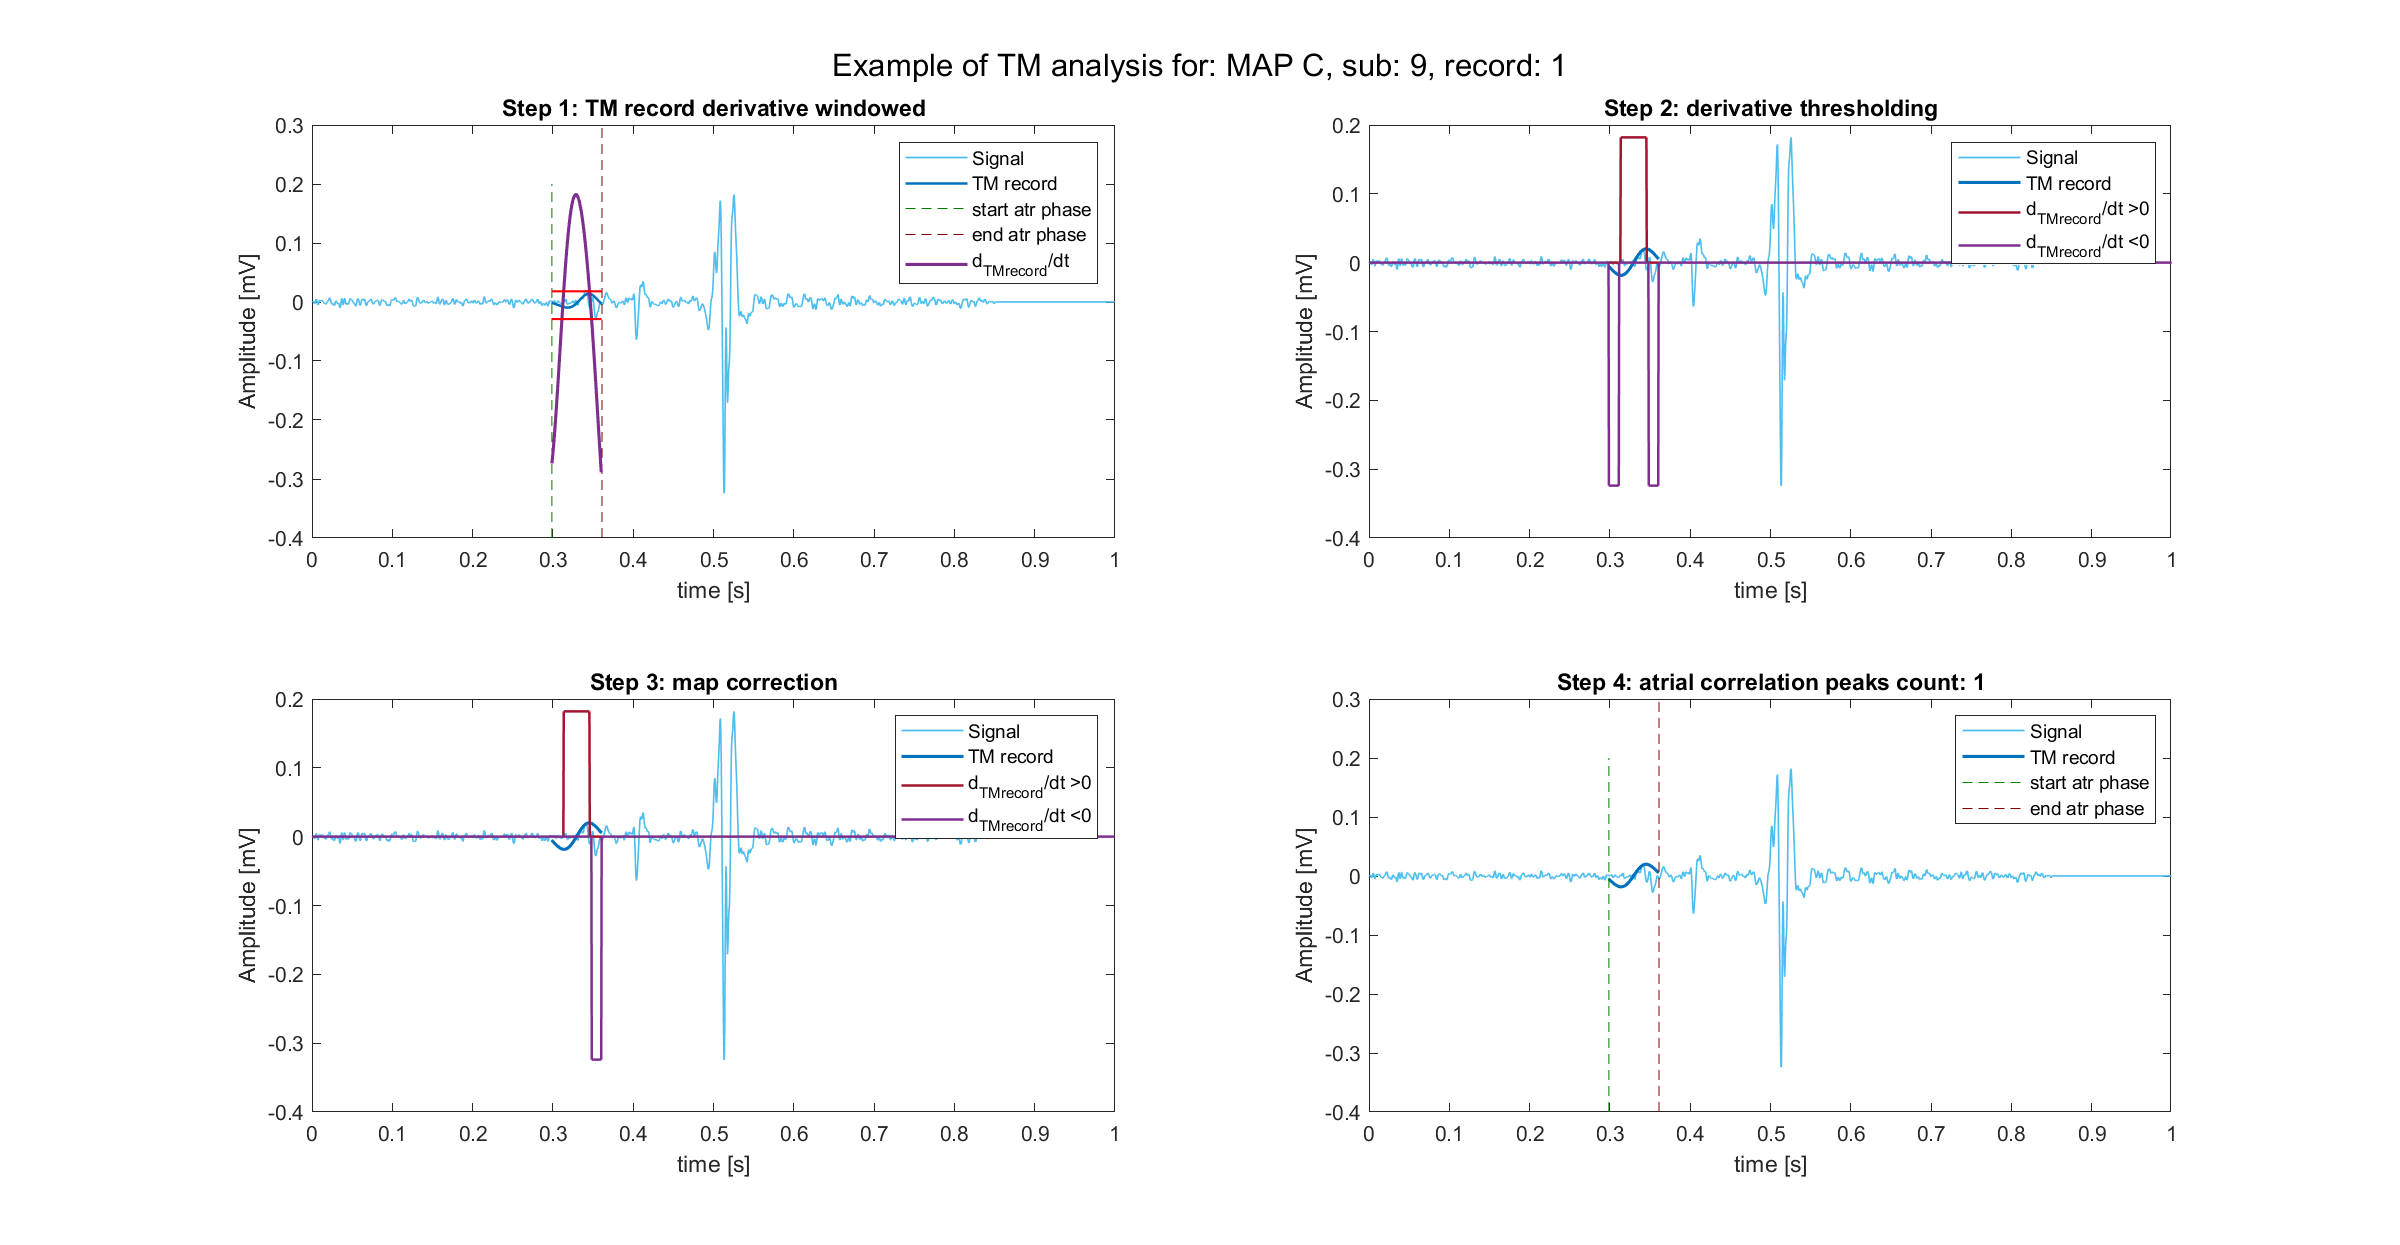 Example of TM analysis for: MAP C, sub: 9, record: 1
Step 1: TM record derivative windowed
0.3
0.2
0.1
0
-0.1
-0.2
-0.3
-0.4
Amplitude [mV]
0 0.1 0.2 0.3 0.4 0.5 0.6 0.7 0.8 0.9 1
time [s]
Signal
TM record
start atr phase
end atr phase
dTMrecord/dt
Step 2: derivative thresholding
0.2
0.1
0
-0.1
-0.2
-0.3
-0.4
Amplitude [mV]
0 0.1 0.2 0.3 0.4 0.5 0.6 0.7 0.8 0.9 1
time [s]
Signal
TM record
dTMrecord/dt >0
dTMrecord/dt <0
Step 3: map correction
0.2
0.1
0
-0.1
-0.2
-0.3
-0.4
Amplitude [mV]
0 0.1 0.2 0.3 0.4 0.5 0.6 0.7 0.8 0.9 1
time [s]
Signal
TM record
dTMrecord/dt >0
dTMrecord/dt <0
Step 4: atrial correlation peaks count: 1
0.3
0.2
0.1
0
-0.1
-0.2
-0.3
-0.4
Amplitude [mV]
0 0.1 0.2 0.3 0.4 0.5 0.6 0.7 0.8 0.9 1
time [s]
Signal
TM record
start atr phase
end atr phase